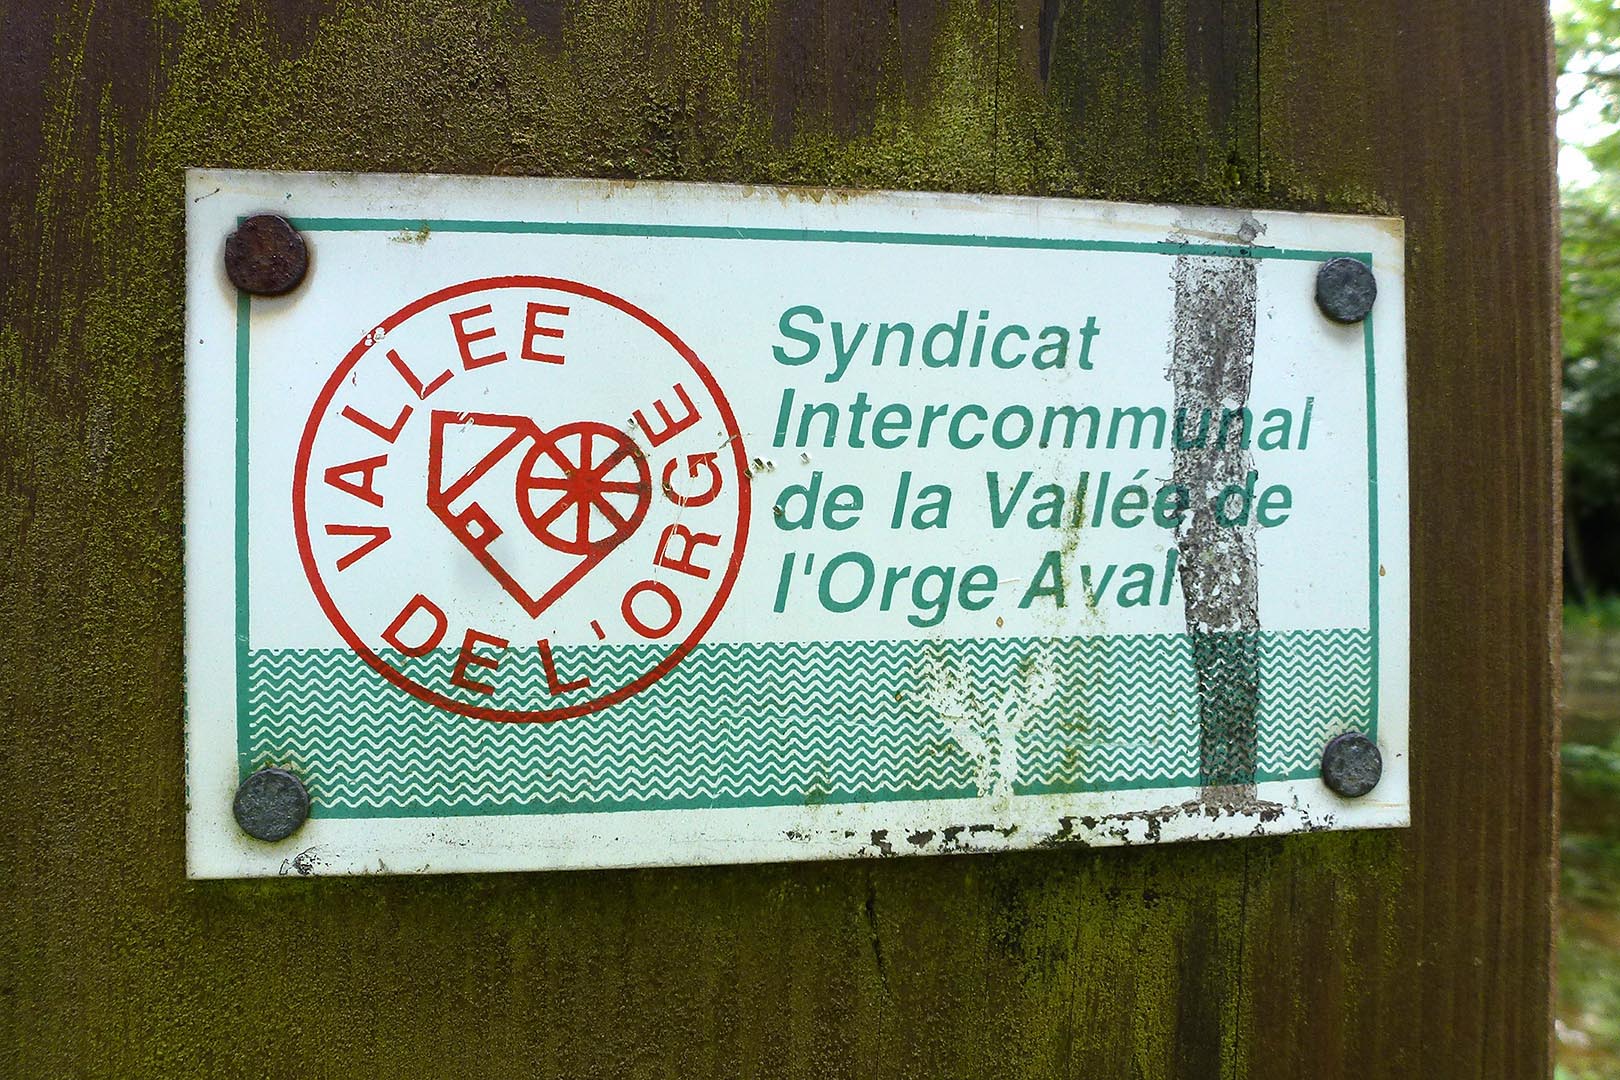 VALLEE
DE L'ORGE
Syndicat
Intercommunal
de la Vallée de
l'Orge Aval